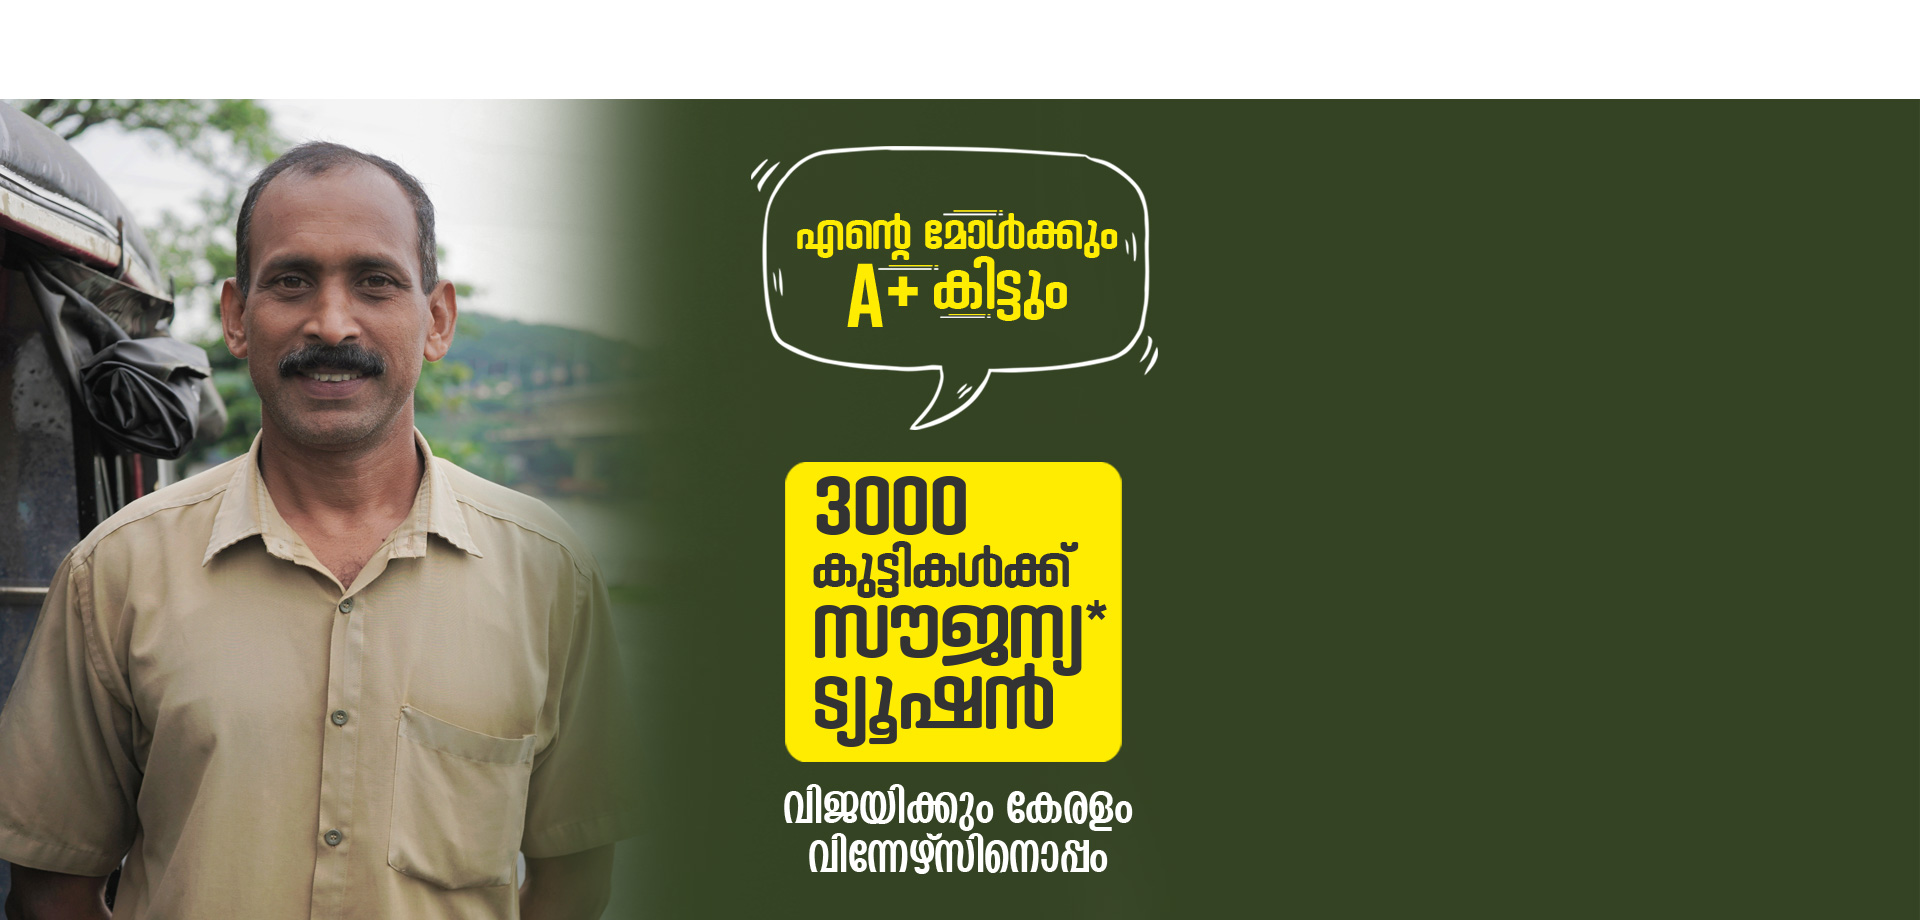 എന്റെ മോൾക്കും
A+ കിട്ടും
3000
കുട്ടികൾക്ക്
സൗജന്യ*
ട്യൂഷൻ
വിജയിക്കും കേരളം
വിന്നേഴ്സിനൊപ്പം